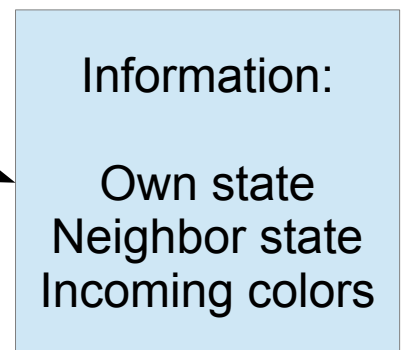 Information:
Own state
Neighbor state
Incoming colors